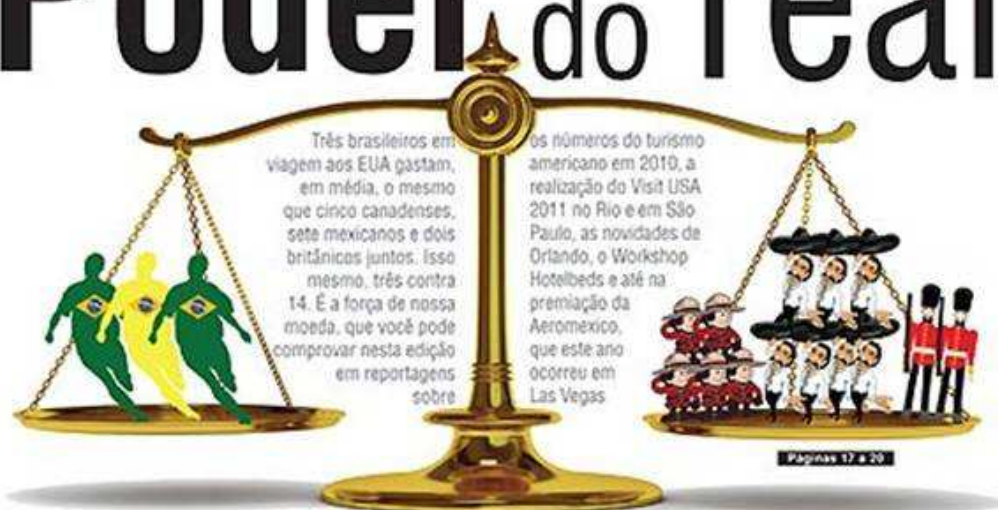 Poder do real
Três brasileiros em
viagem aos EUA gastam,
em média, o mesmo
que cinco canadenses,
sete mexicanos e dois
britânicos juntos. Isso
mesmo, três contra
14. É a força de nossa
moeda, que você pode
comprovar nesta edição
em reportagens
sobre
os números do turismo
americano em 2010, a
realização do Visit USA
2011 no Rio e em São
Paulo, as novidades de
Orlando, o Workshop
Hotelbeds e até na
premiação da
Aeromexico,
que este ano
ocorreu em
Las Vegas
Páginas 17 a 20